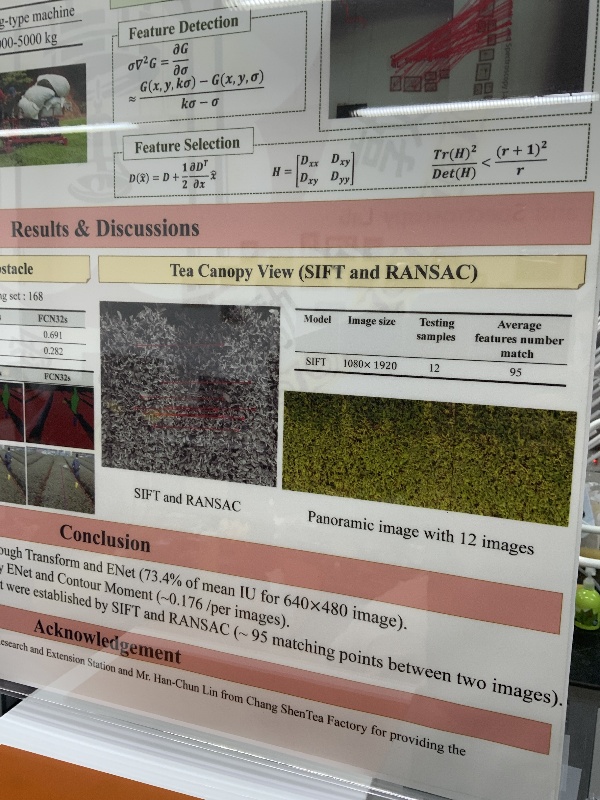 g-type machine
000-5000 kg
Feature Detection
σ∇²G = ∂G/∂σ
≈ G(x, y, kσ) − G(x, y, σ) / kσ − σ
Feature Selection
D(x̂) = D + 1/2 ∂Dᵀ/∂x x̂
H = [Dxx Dxy
Dxy Dyy]
Tr(H)²/Det(H) < (r + 1)²/r
Results & Discussions
stacle
Tea Canopy View (SIFT and RANSAC)
g set : 168
s FCN32s
0.691
0.282
FCN32s
Model Image size Testing samples Average features number match
SIFT 1080× 1920 12 95
SIFT and RANSAC
Panoramic image with 12 images
Conclusion
ough Transform and ENet (73.4% of mean IU for 640×480 image).
y ENet and Contour Moment (~0.176 /per images).
t were established by SIFT and RANSAC (~ 95 matching points between two images).
Acknowledgement
esearch and Extension Station and Mr. Han-Chun Lin from Chang ShenTea Factory for providing the